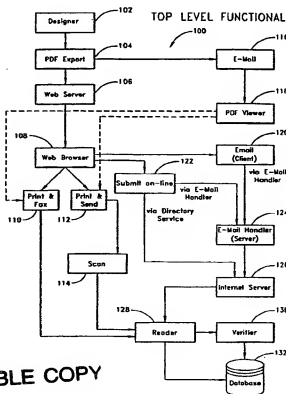 TOP LEVEL FUNCTIONAL
Designer
102
100
PDF Export
104
E-Mail
Web Server
106
PDF Viewer
108
Web Browser
122
Email
(Client)
Submit on-line
via E-Mail
Handler
via E-Mail
Handler
Print &
Fax
110
Print &
Send
112
via Directory
Service
E-Mail Handler
(Server)
Scan
114
Internet Server
128
Reader
Verifier
132
Database
BLE COPY